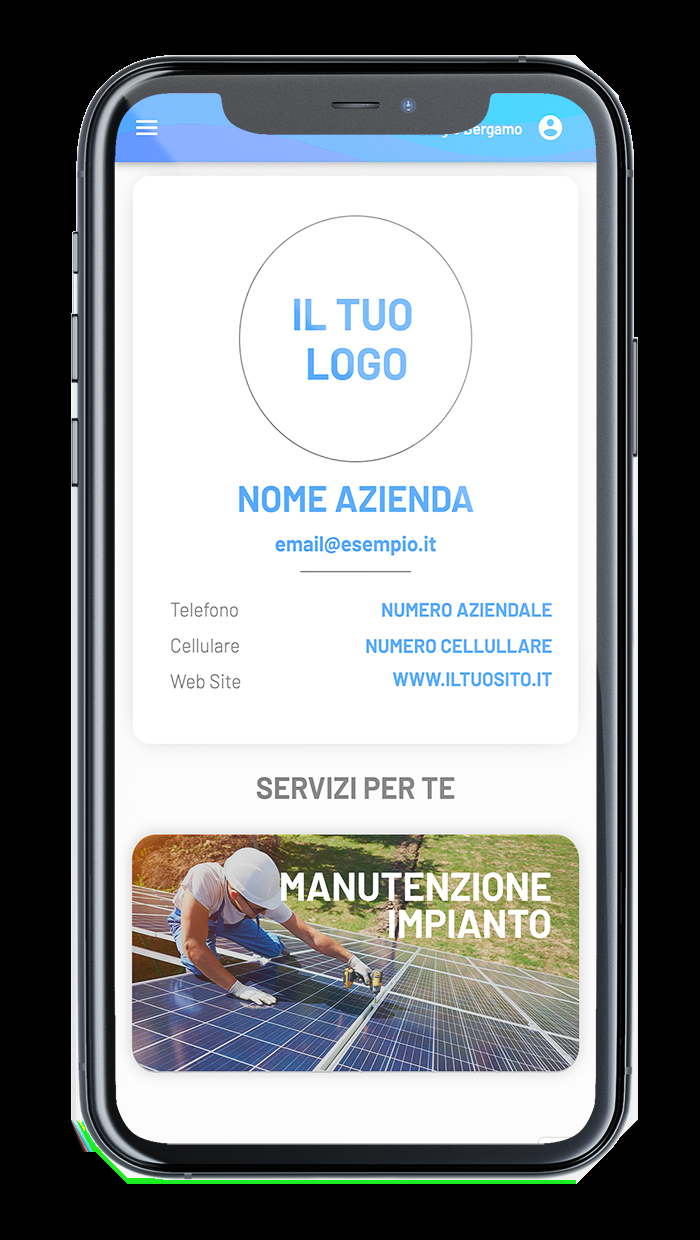 Bergamo
IL TUO
LOGO
NOME AZIENDA
email@esempio.it
Telefono NUMERO AZIENDALE
Cellulare NUMERO CELLULLARE
Web Site WWW.ILTUOSITO.IT
SERVIZI PER TE
MANUTENZIONE
IMPIANTO